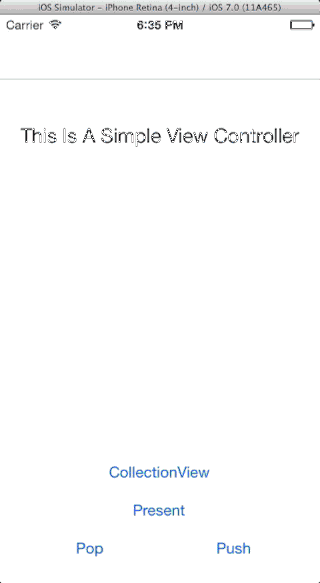 iOS Simulator - iPhone Retina (4-inch) / iOS 7.0 (11A465)
Carrier 6:35 PM
This Is A Simple View Controller
CollectionView
Present
Pop Push